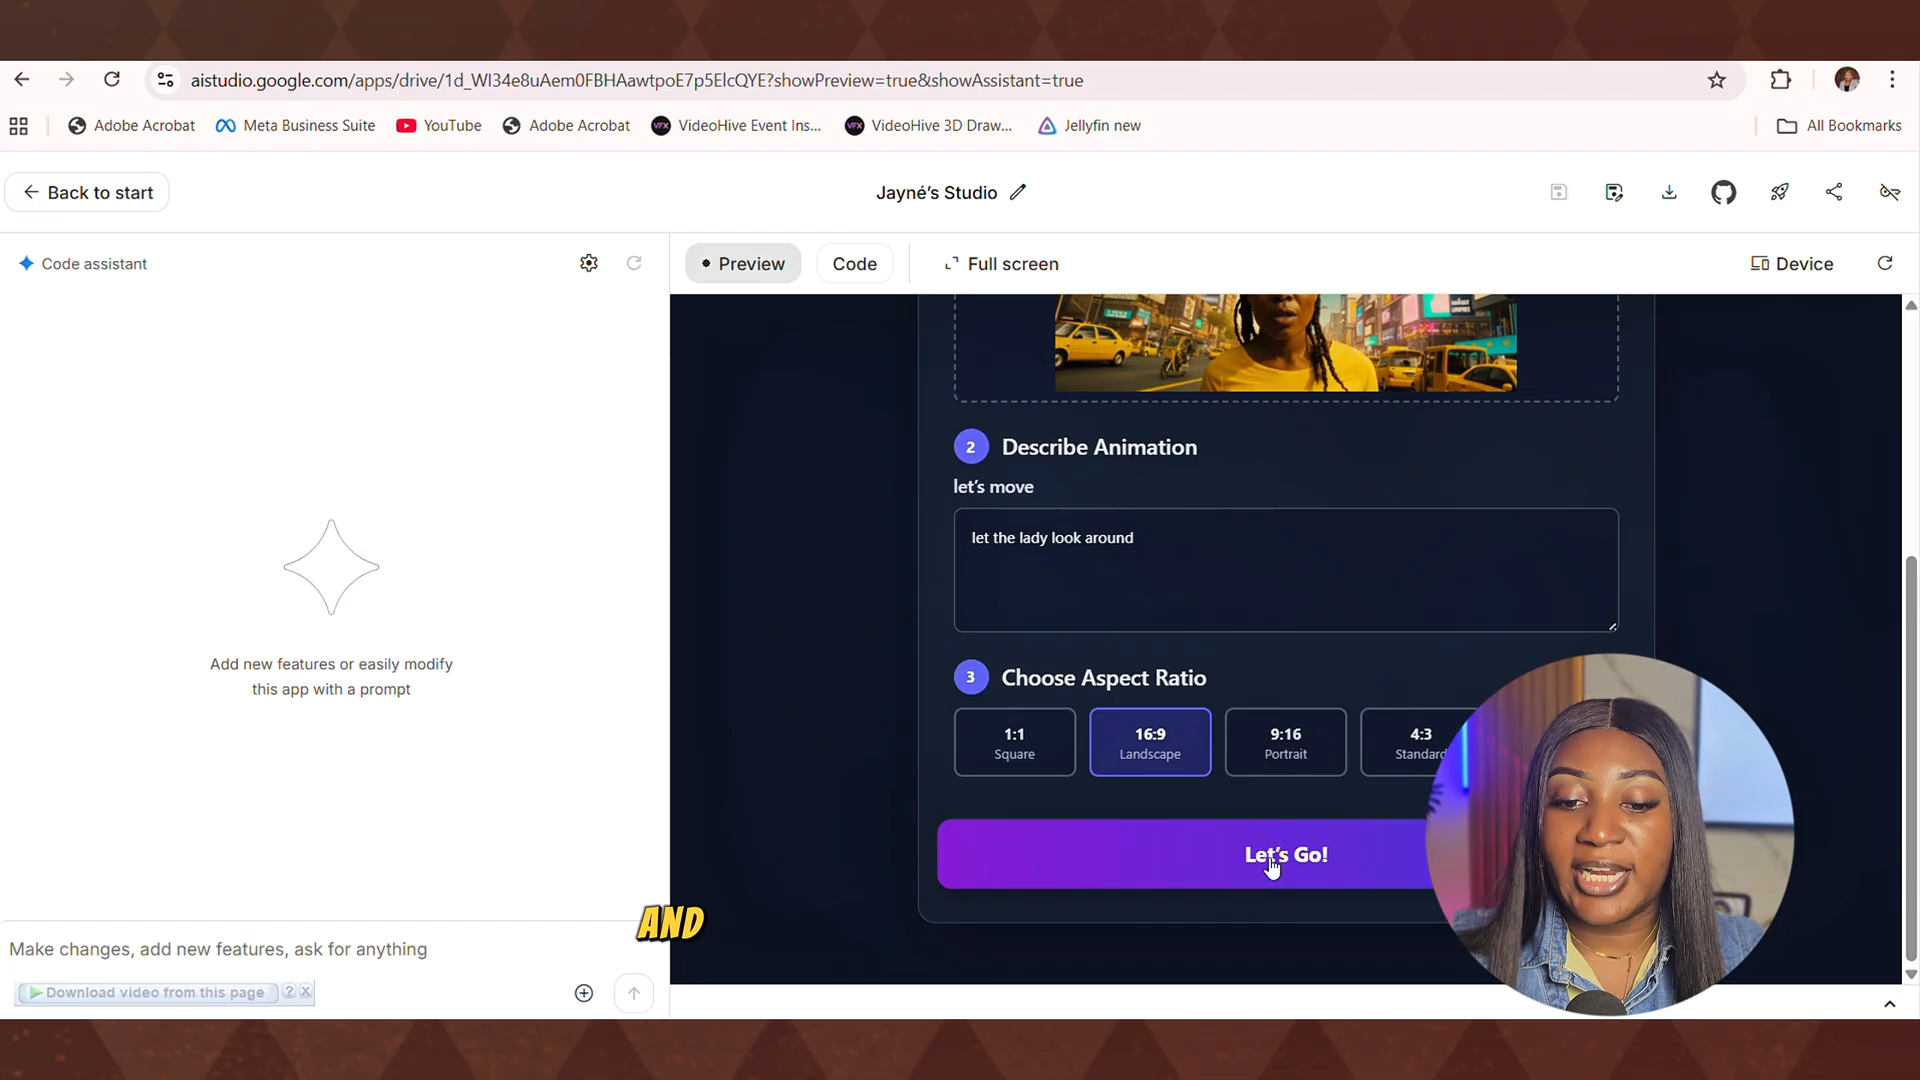 aistudio.google.com/apps/drive/1d_Wl34e8uAem0FBHAawtpoE7p5ElcQYE?showPreview=true&showAssistant=true
Adobe Acrobat
Meta Business Suite
YouTube
Adobe Acrobat
VideoHive Event Ins...
VideoHive 3D Draw...
Jellyfin new
All Bookmarks
Back to start
Jayné's Studio
Code assistant
Preview
Code
Full screen
Device
2
Describe Animation
let's move
let the lady look around
Add new features or easily modify
this app with a prompt
3
Choose Aspect Ratio
1:1
Square
16:9
Landscape
9:16
Portrait
4:3
Standard
Let's Go!
AND
Make changes, add new features, ask for anything
Download video from this page